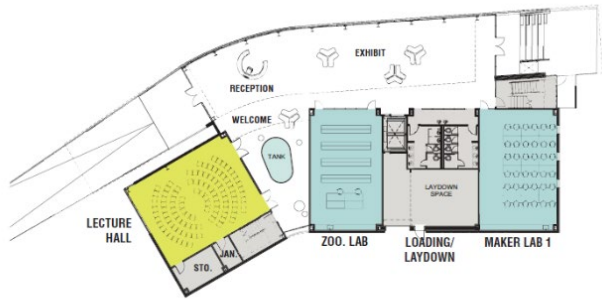 EXHIBIT
RECEPTION
WELCOME
TANK
LAYDOWN
SPACE
LECTURE
HALL
STO.
JAN.
ZOO. LAB
LOADING/
LAYDOWN
MAKER LAB 1